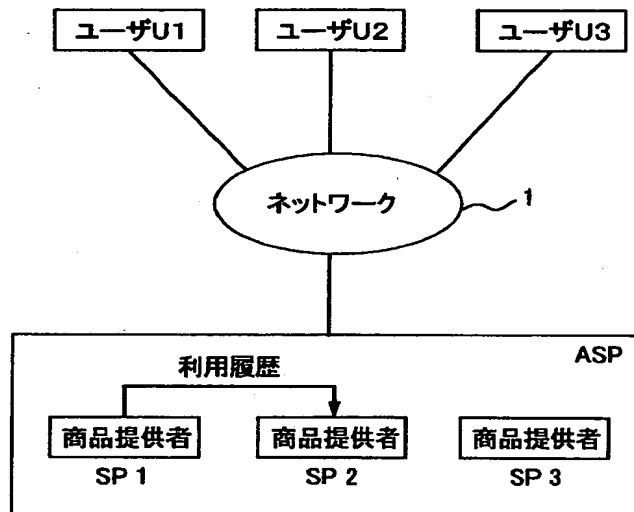 ユーザU1
ユーザU2
ユーザU3
ネットワーク
1
ASP
利用履歴
商品提供者
商品提供者
商品提供者
SP 1
SP 2
SP 3